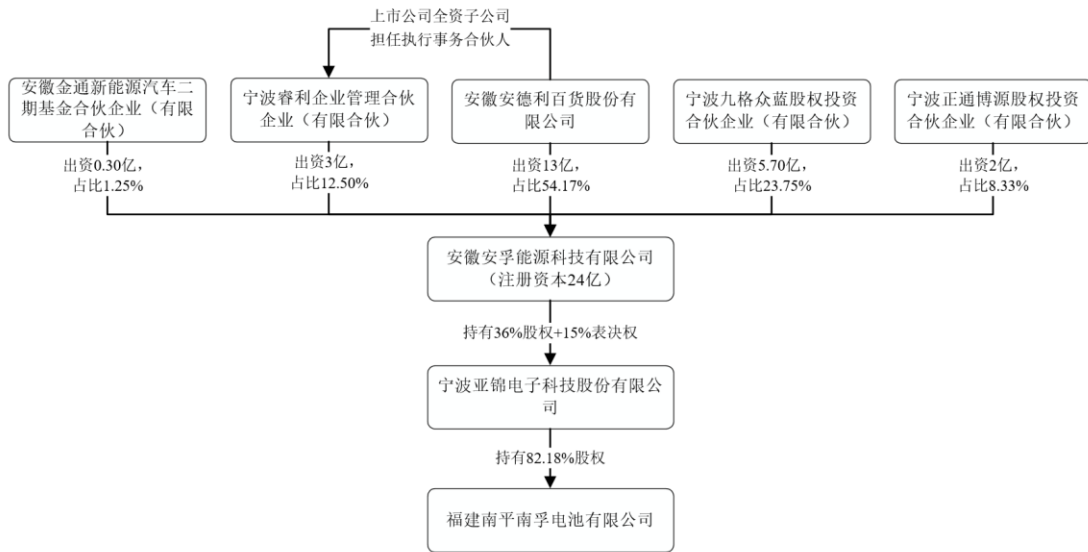 上市公司全资子公司
担任执行事务合伙人
安徽金通新能源汽车二
期基金合伙企业（有限
合伙）
宁波睿利企业管理合伙
企业（有限合伙）
安徽安德利百货股份有
限公司
宁波九格众蓝股权投资
合伙企业（有限合伙）
宁波正通博源股权投资
合伙企业（有限合伙）
出资0.30亿，
占比1.25%
出资3亿，
占比12.50%
出资13亿，
占比54.17%
出资5.70亿，
占比23.75%
出资2亿，
占比8.33%
安徽安孚能源科技有限公司
（注册资本24亿）
持有36%股权+15%表决权
宁波亚锦电子科技股份有限公
司
持有82.18%股权
福建南平南孚电池有限公司